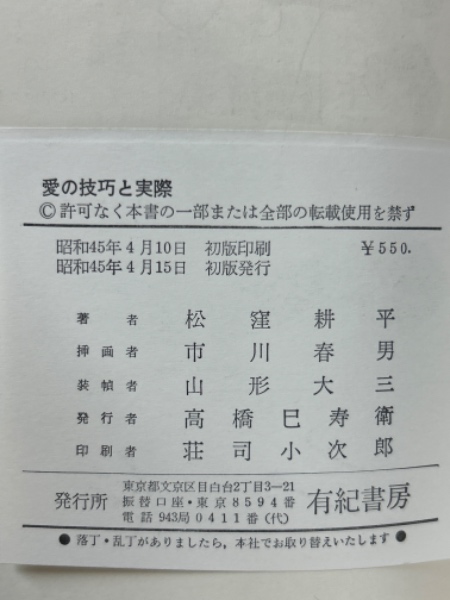 愛の技巧と実際
©許可なく本書の一部または全部の転載使用を禁ず
昭和45年4月10日 初版印刷 ¥550.
昭和45年4月15日 初版発行
著者 松窪耕平
挿画者 市川春男
装幀者 山形大三
発行者 高橋巳寿衛
印刷者 荘司小次郎
発行所
東京都文京区目白台2丁目3—21
振替口座・東京8594番
電話 943局0411番(代)
有紀書房
● 落丁・乱丁がありましたら,本社でお取り替えいたします ●